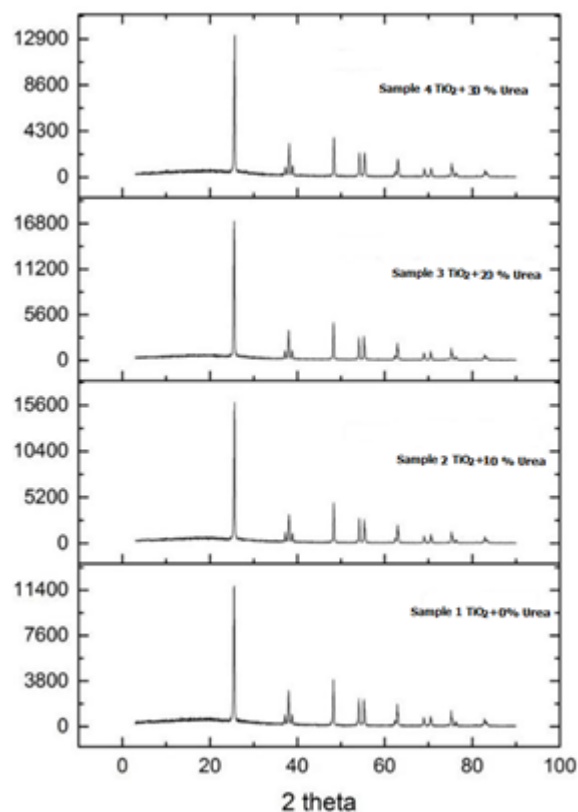 12900
8600
4300
0
Sample 4 TiO₂+30 % Urea
16800
11200
5600
0
Sample 3 TiO₂+20 % Urea
15600
10400
5200
0
Sample 2 TiO₂+10 % Urea
11400
7600
3800
0
Sample 1 TiO₂+0% Urea
0 20 40 60 80 100
2 theta